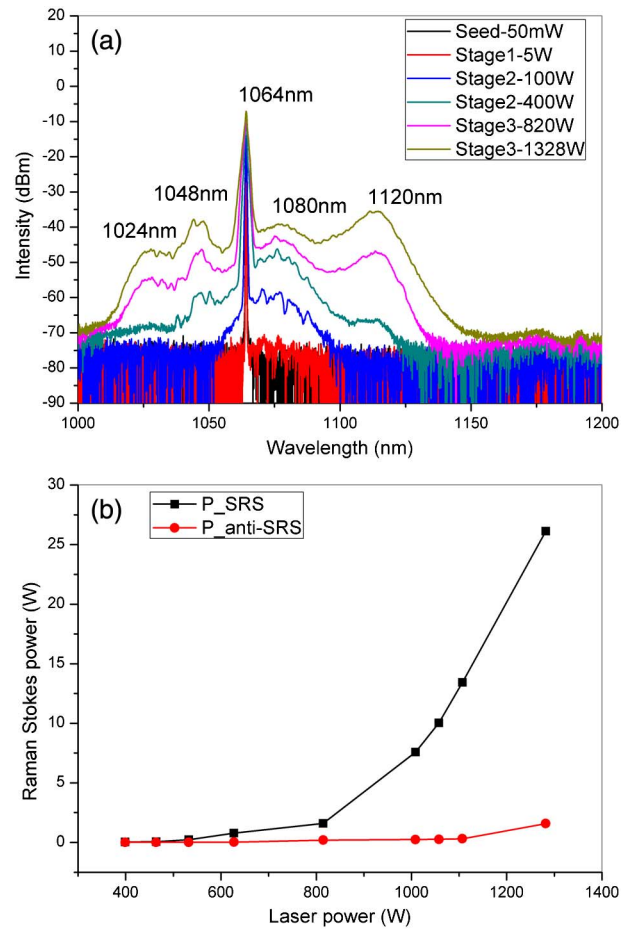 (a)
Seed-50mW
Stage1-5W
Stage2-100W
Stage2-400W
Stage3-820W
Stage3-1328W
1064nm
1048nm
1024nm
1080nm
1120nm
30
20
10
0
-10
-20
-30
-40
-50
-60
-70
-80
-90
Intensity (dBm)
1000
1050
1100
1150
1200
Wavelength (nm)
(b)
P_SRS
P_anti-SRS
30
25
20
15
10
5
0
Raman Stokes power (W)
400
600
800
1000
1200
1400
Laser power (W)